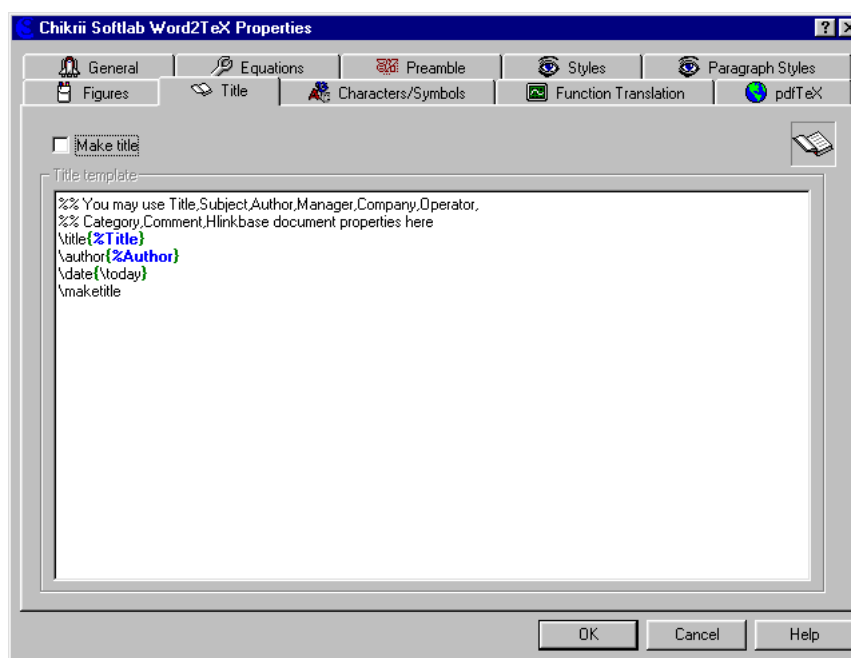 Chikrii Softlab Word2TeX Properties
General Equations Preamble Styles Paragraph Styles
Figures Title Characters/Symbols Function Translation pdfTeX
Make title
Title template
%% You may use Title,Subject,Author,Manager,Company,Operator,
%% Category,Comment,Hlinkbase document properties here
\title{%Title}
\author{%Author}
\date{\today}
\maketitle
OK Cancel Help